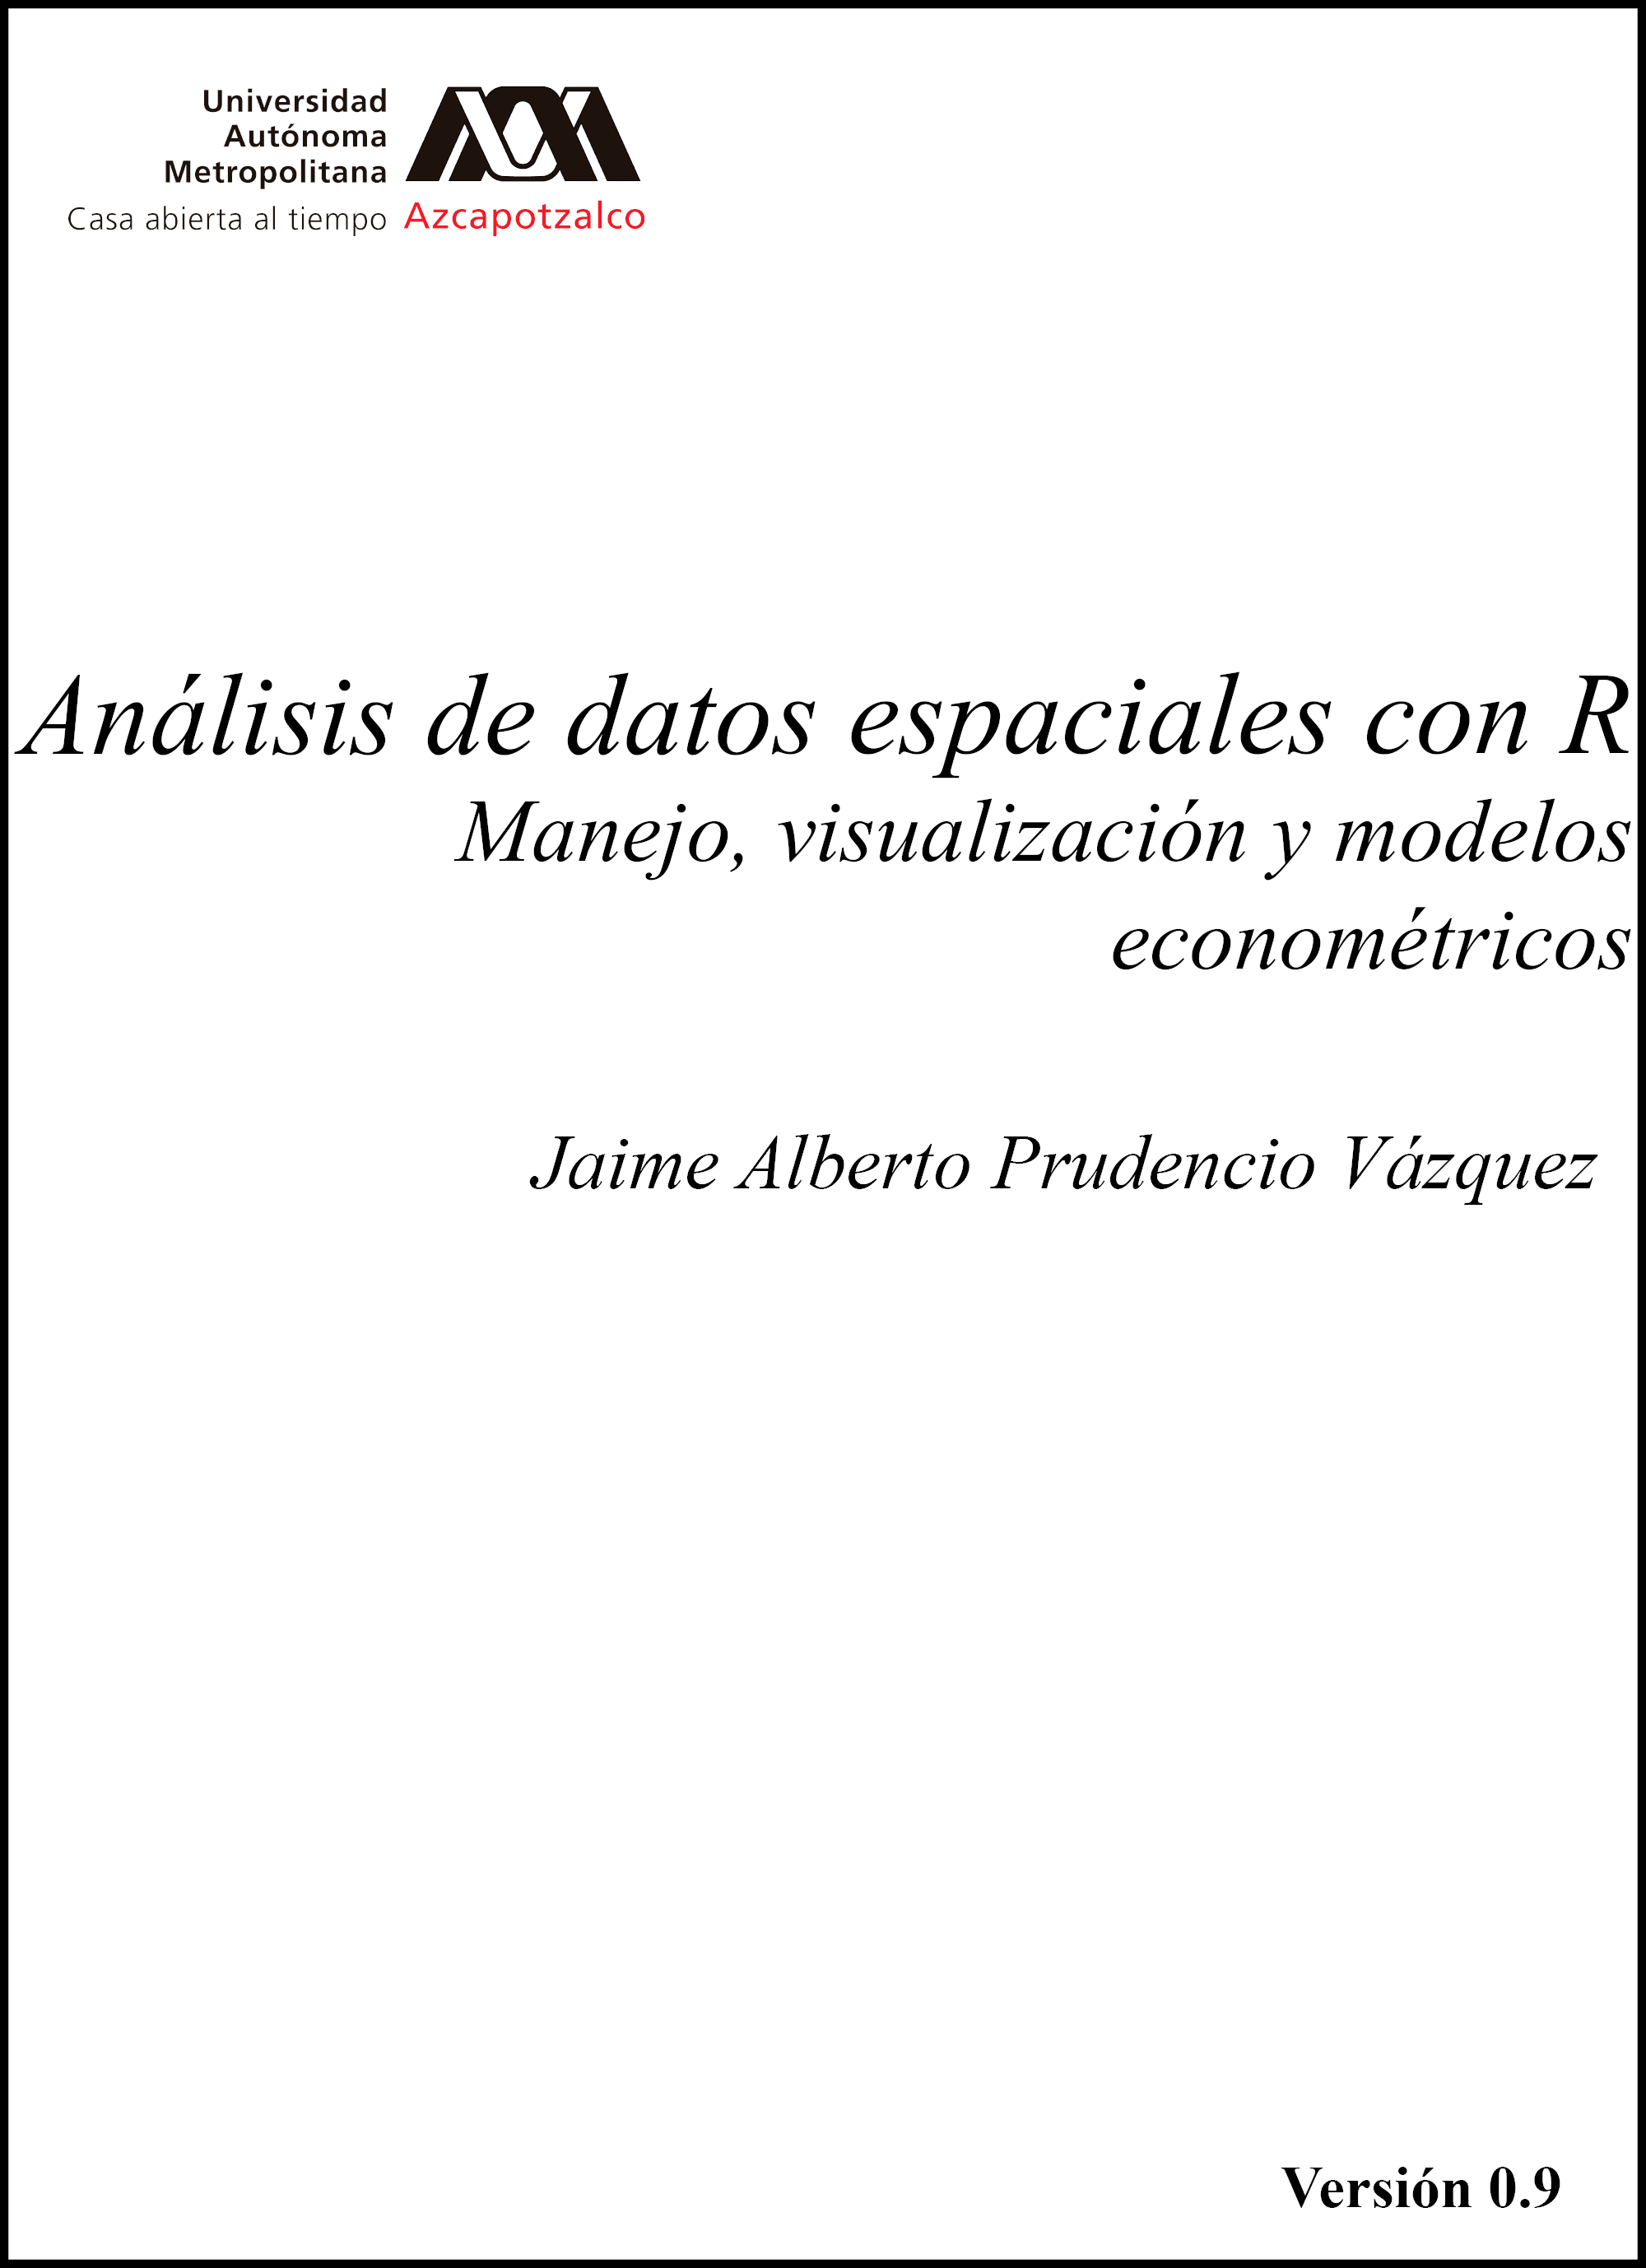 Universidad
Autónoma
Metropolitana
Casa abierta al tiempo Azcapotzalco
Análisis de datos espaciales con R
Manejo, visualización y modelos
econométricos
Jaime Alberto Prudencio Vázquez
Versión 0.9